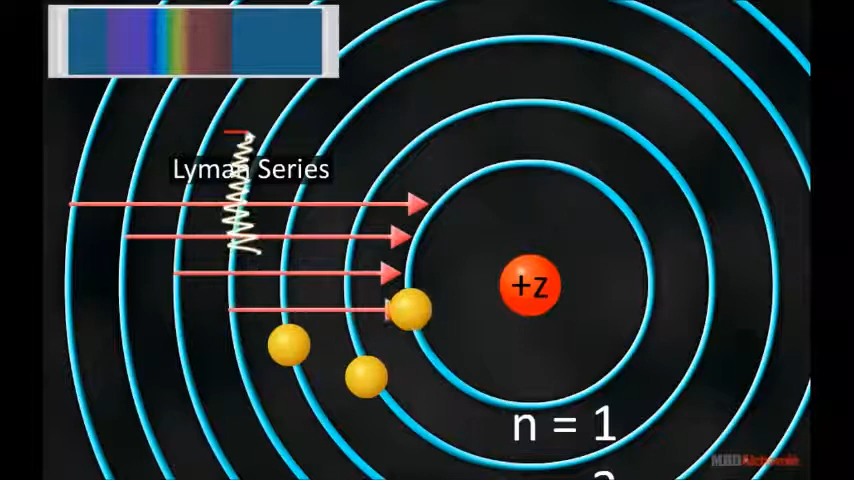 Lyman Series
+z
n = 1